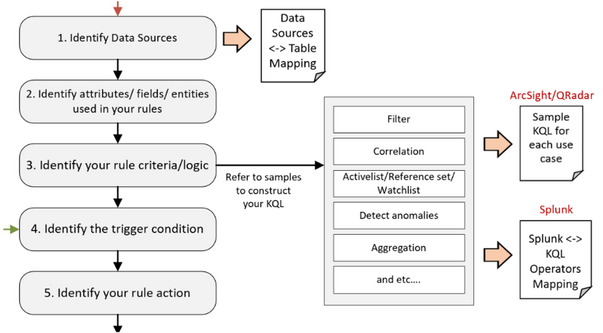 1. Identify Data Sources
Data
Sources
<-> Table
Mapping
2. Identify attributes/ fields/ entities
used in your rules
3. Identify your rule criteria/logic
Refer to samples
to construct
your KQL
4. Identify the trigger condition
5. Identify your rule action
Filter
Correlation
Activelist/Reference set/
Watchlist
Detect anomalies
Aggregation
and etc....
ArcSight/QRadar
Sample
KQL for
each use
case
Splunk
Splunk <->
KQL
Operators
Mapping